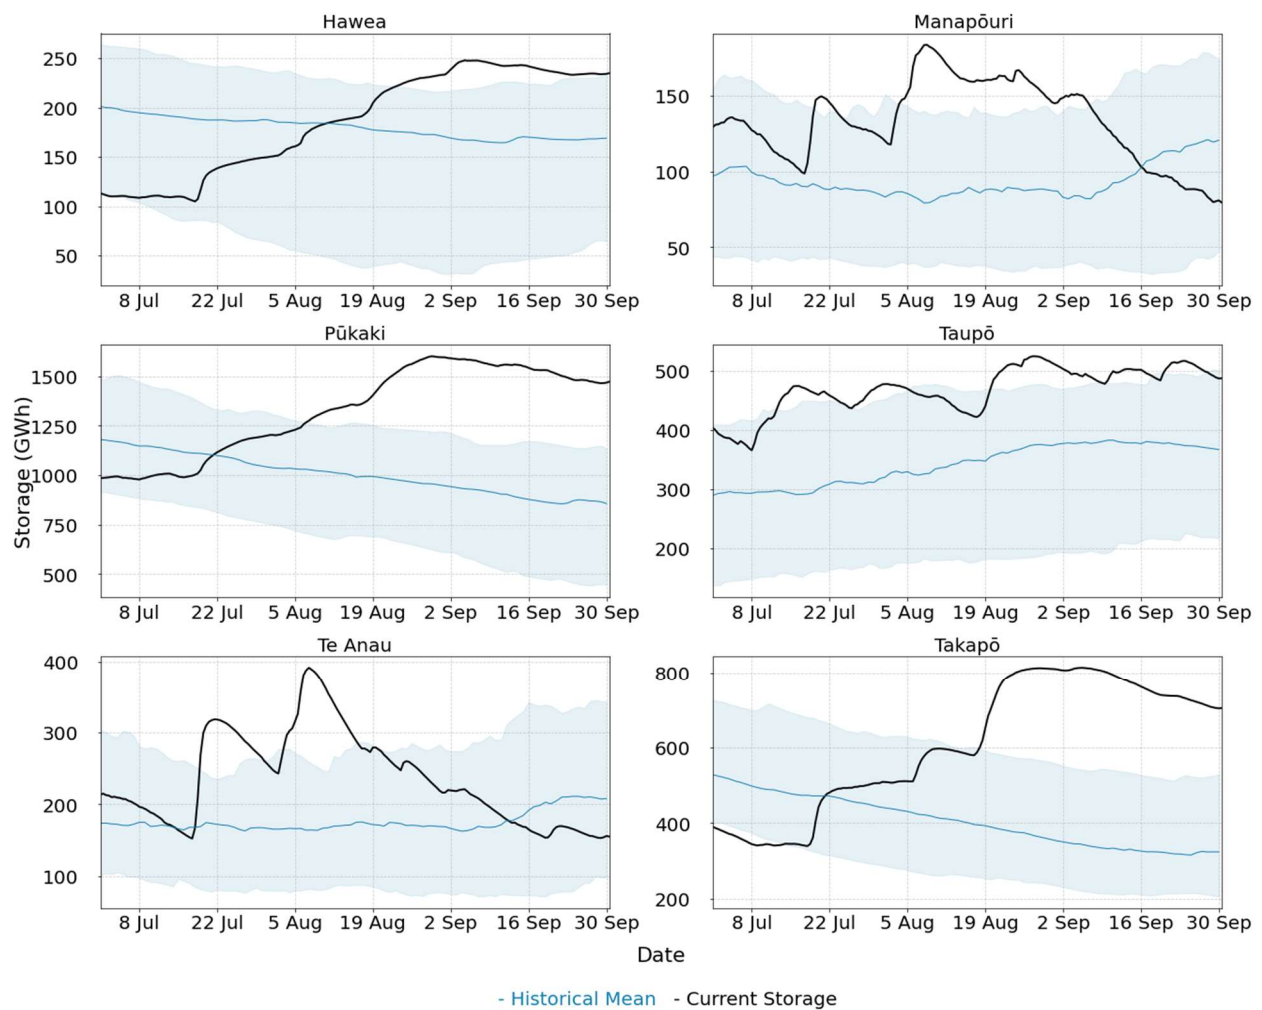 Hawea
250
200
150
100
50
8 Jul 22 Jul 5 Aug 19 Aug 2 Sep 16 Sep 30 Sep
Manapōuri
150
100
50
8 Jul 22 Jul 5 Aug 19 Aug 2 Sep 16 Sep 30 Sep
Pūkaki
1500
1250
1000
750
500
8 Jul 22 Jul 5 Aug 19 Aug 2 Sep 16 Sep 30 Sep
Taupō
500
400
300
200
8 Jul 22 Jul 5 Aug 19 Aug 2 Sep 16 Sep 30 Sep
Storage (GWh)
Te Anau
400
300
200
100
8 Jul 22 Jul 5 Aug 19 Aug 2 Sep 16 Sep 30 Sep
Takapō
800
600
400
200
8 Jul 22 Jul 5 Aug 19 Aug 2 Sep 16 Sep 30 Sep
Date
- Historical Mean - Current Storage